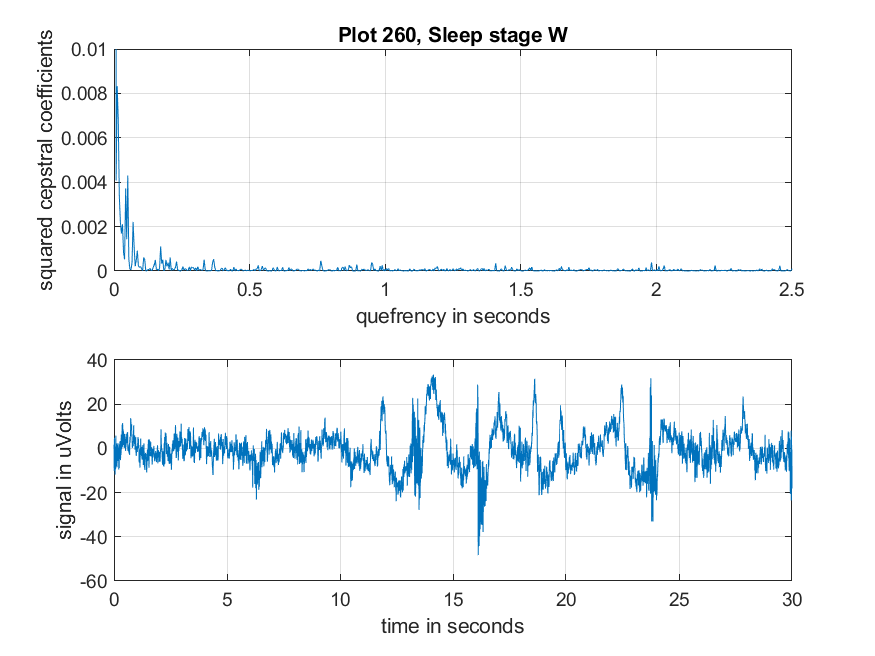 Plot 260, Sleep stage W
squared cepstral coefficients
0.01
0.008
0.006
0.004
0.002
0
0 0.5 1 1.5 2 2.5
quefrency in seconds
signal in uVolts
40
20
0
-20
-40
-60
0 5 10 15 20 25 30
time in seconds